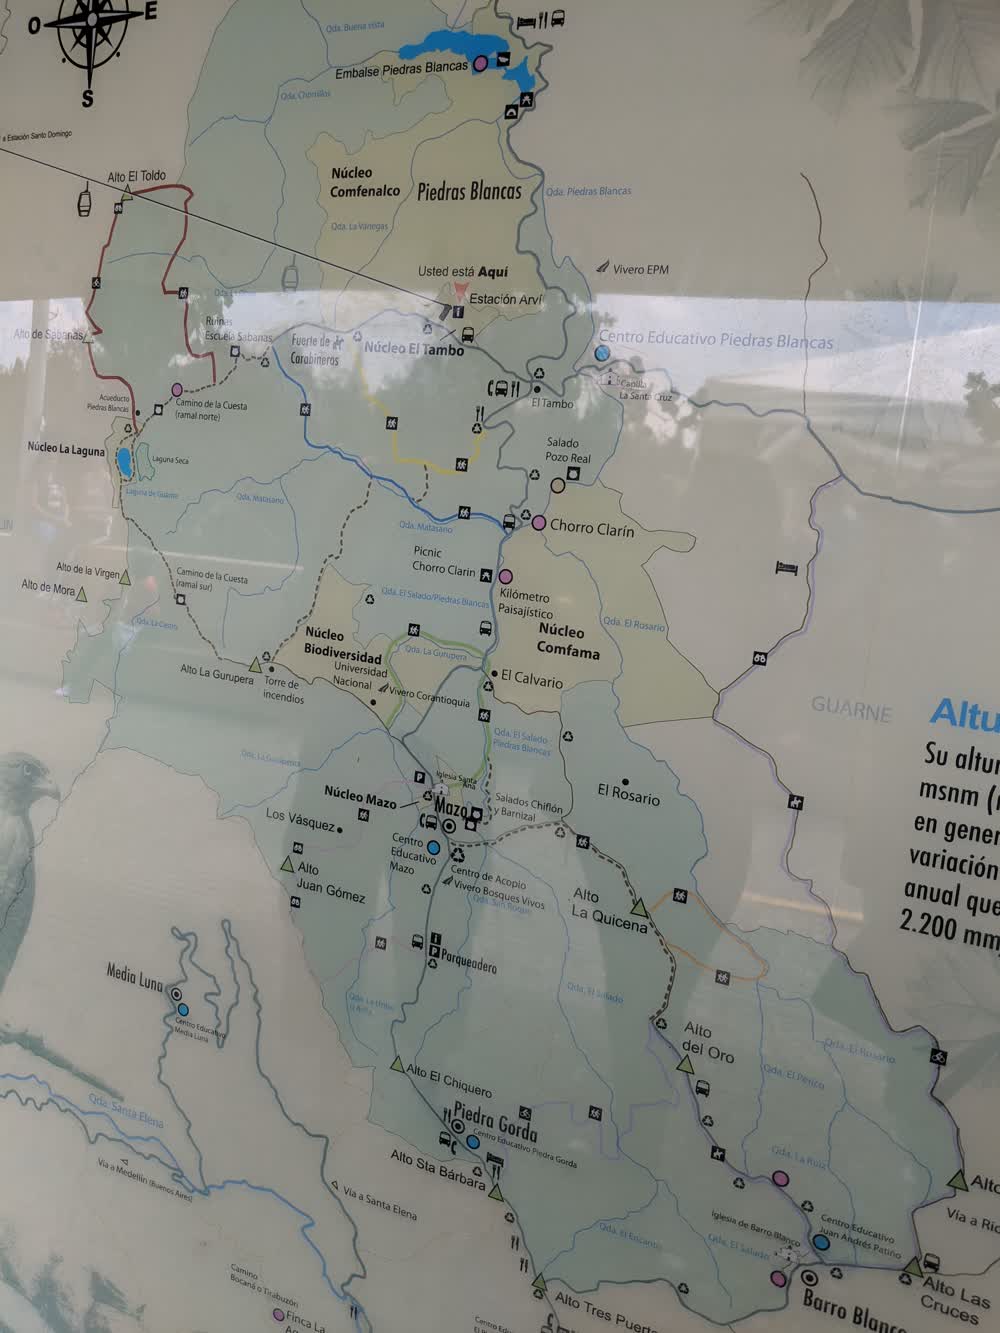 O
E
S
Qda. Buena vista
Embalse Piedras Blancas
Qda. Chorrillos
a Estación Santo Domingo
Alto El Toldo
Núcleo
Comfenalco
Piedras Blancas
Qda. Piedras Blancas
Qda. La Vanegas
Vivero EPM
Usted está Aquí
Estación Arví
Alto de Sabanas
Ruinas
Escuela Sabanas
Fuerte de
Carabineros
Núcleo El Tambo
Centro Educativo Piedras Blancas
Capilla
La Santa Cruz
El Tambo
Acueducto
Piedras Blancas
Camino de la Cuesta
(ramal norte)
Salado
Pozo Real
Núcleo La Laguna
Laguna Seca
Laguna de Guarne
Qda. Matasano
Qda. Matasano
Chorro Clarín
Picnic
Chorro Clarin
Alto de la Virgen
Alto de Mora
Camino de la Cuesta
(ramal sur)
Kilómetro
Paisajístico
Qda. El Salado/Piedras Blancas
Qda. El Rosario
Núcleo
Comfama
Núcleo
Biodiversidad
Qda. La Gurupera
Universidad
Nacional
Vivero Corantioquia
El Calvario
Alto La Gurupera
Torre de
incendios
GUARNE
Altu
Su altur
msnm (
en gener
variación
anual que
2.200 mm
Qda. El Salado
Piedras Blancas
Iglesia Santa
Ana
Núcleo Mazo
Mazo
Salados Chiflón
y Barnizal
El Rosario
Los Vásquez
Centro
Educativo
Mazo
Centro de Acopio
Vivero Bosques Vivos
Qda. San Roque
Alto
Juan Gómez
Alto
La Quicena
Parqueadero
Media Luna
Centro Educativo
Media Luna
Qda. El Salado
Alto
del Oro
Qda. El Rosario
Qda. El Perico
Alto El Chiquero
Piedra Gorda
Centro Educativo Piedra Gorda
Qda. Santa Elena
Vía a Medellín (Buenos Aires)
Alto Sta Bárbara
Vía a Santa Elena
Qda. La Ruiz
Alto
Vía a Rio
Iglesia de Barro Blanco
Centro Educativo
Juan Andrés Patiño
Qda. El Encanto
Qda. El Salado
Camino
Bocaná o Tirabuzón
Finca La
Alto Tres Puerta
Barro Blanco
Alto Las
Cruces
Centro Educ